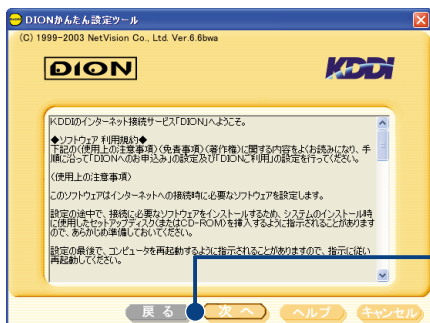 DIONかんたん設定ツール
(C) 1999-2003 NetVision Co., Ltd. Ver.6.6bwa
DION
KDDI
KDDIのインターネット接続サービス「DION」へようこそ。
◆ソフトウェア 利用規約◆
下記の〈使用上の注意事項〉〈免責事項〉〈著作権〉に関する内容をよくお読みになり、手
順に沿って「DIONへのお申込み」の設定及び「DIONご利用」の設定を行ってください。
〈使用上の注意事項〉
このソフトウェアはインターネットへの接続時に必要なソフトウェアを設定します。
設定の途中で、接続に必要なソフトウェアをインストールするため、システムのインストール時
に使用したセットアップディスク(またはCD-ROM)を挿入するように指示されることがあります
ので、あらかじめ準備しておいてください。
設定の最後で、コンピュータを再起動するように指示されることがありますので、指示に従い
再起動してください。
戻る 次へ ヘルプ キャンセル